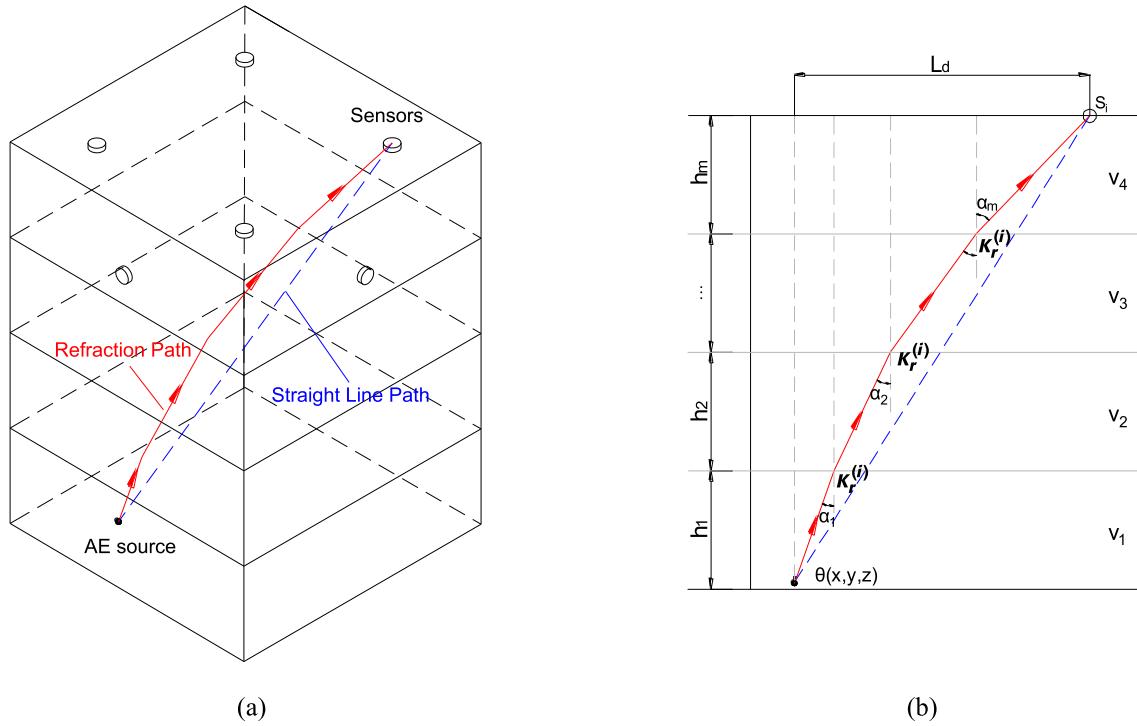 Sensors
Refraction Path
Straight Line Path
AE source
(a)
Ld
Si
hm
αm
v4
Kr(i)
...
v3
Kr(i)
h2
α2
v2
Kr(i)
h1
α1
v1
θ(x,y,z)
(b)